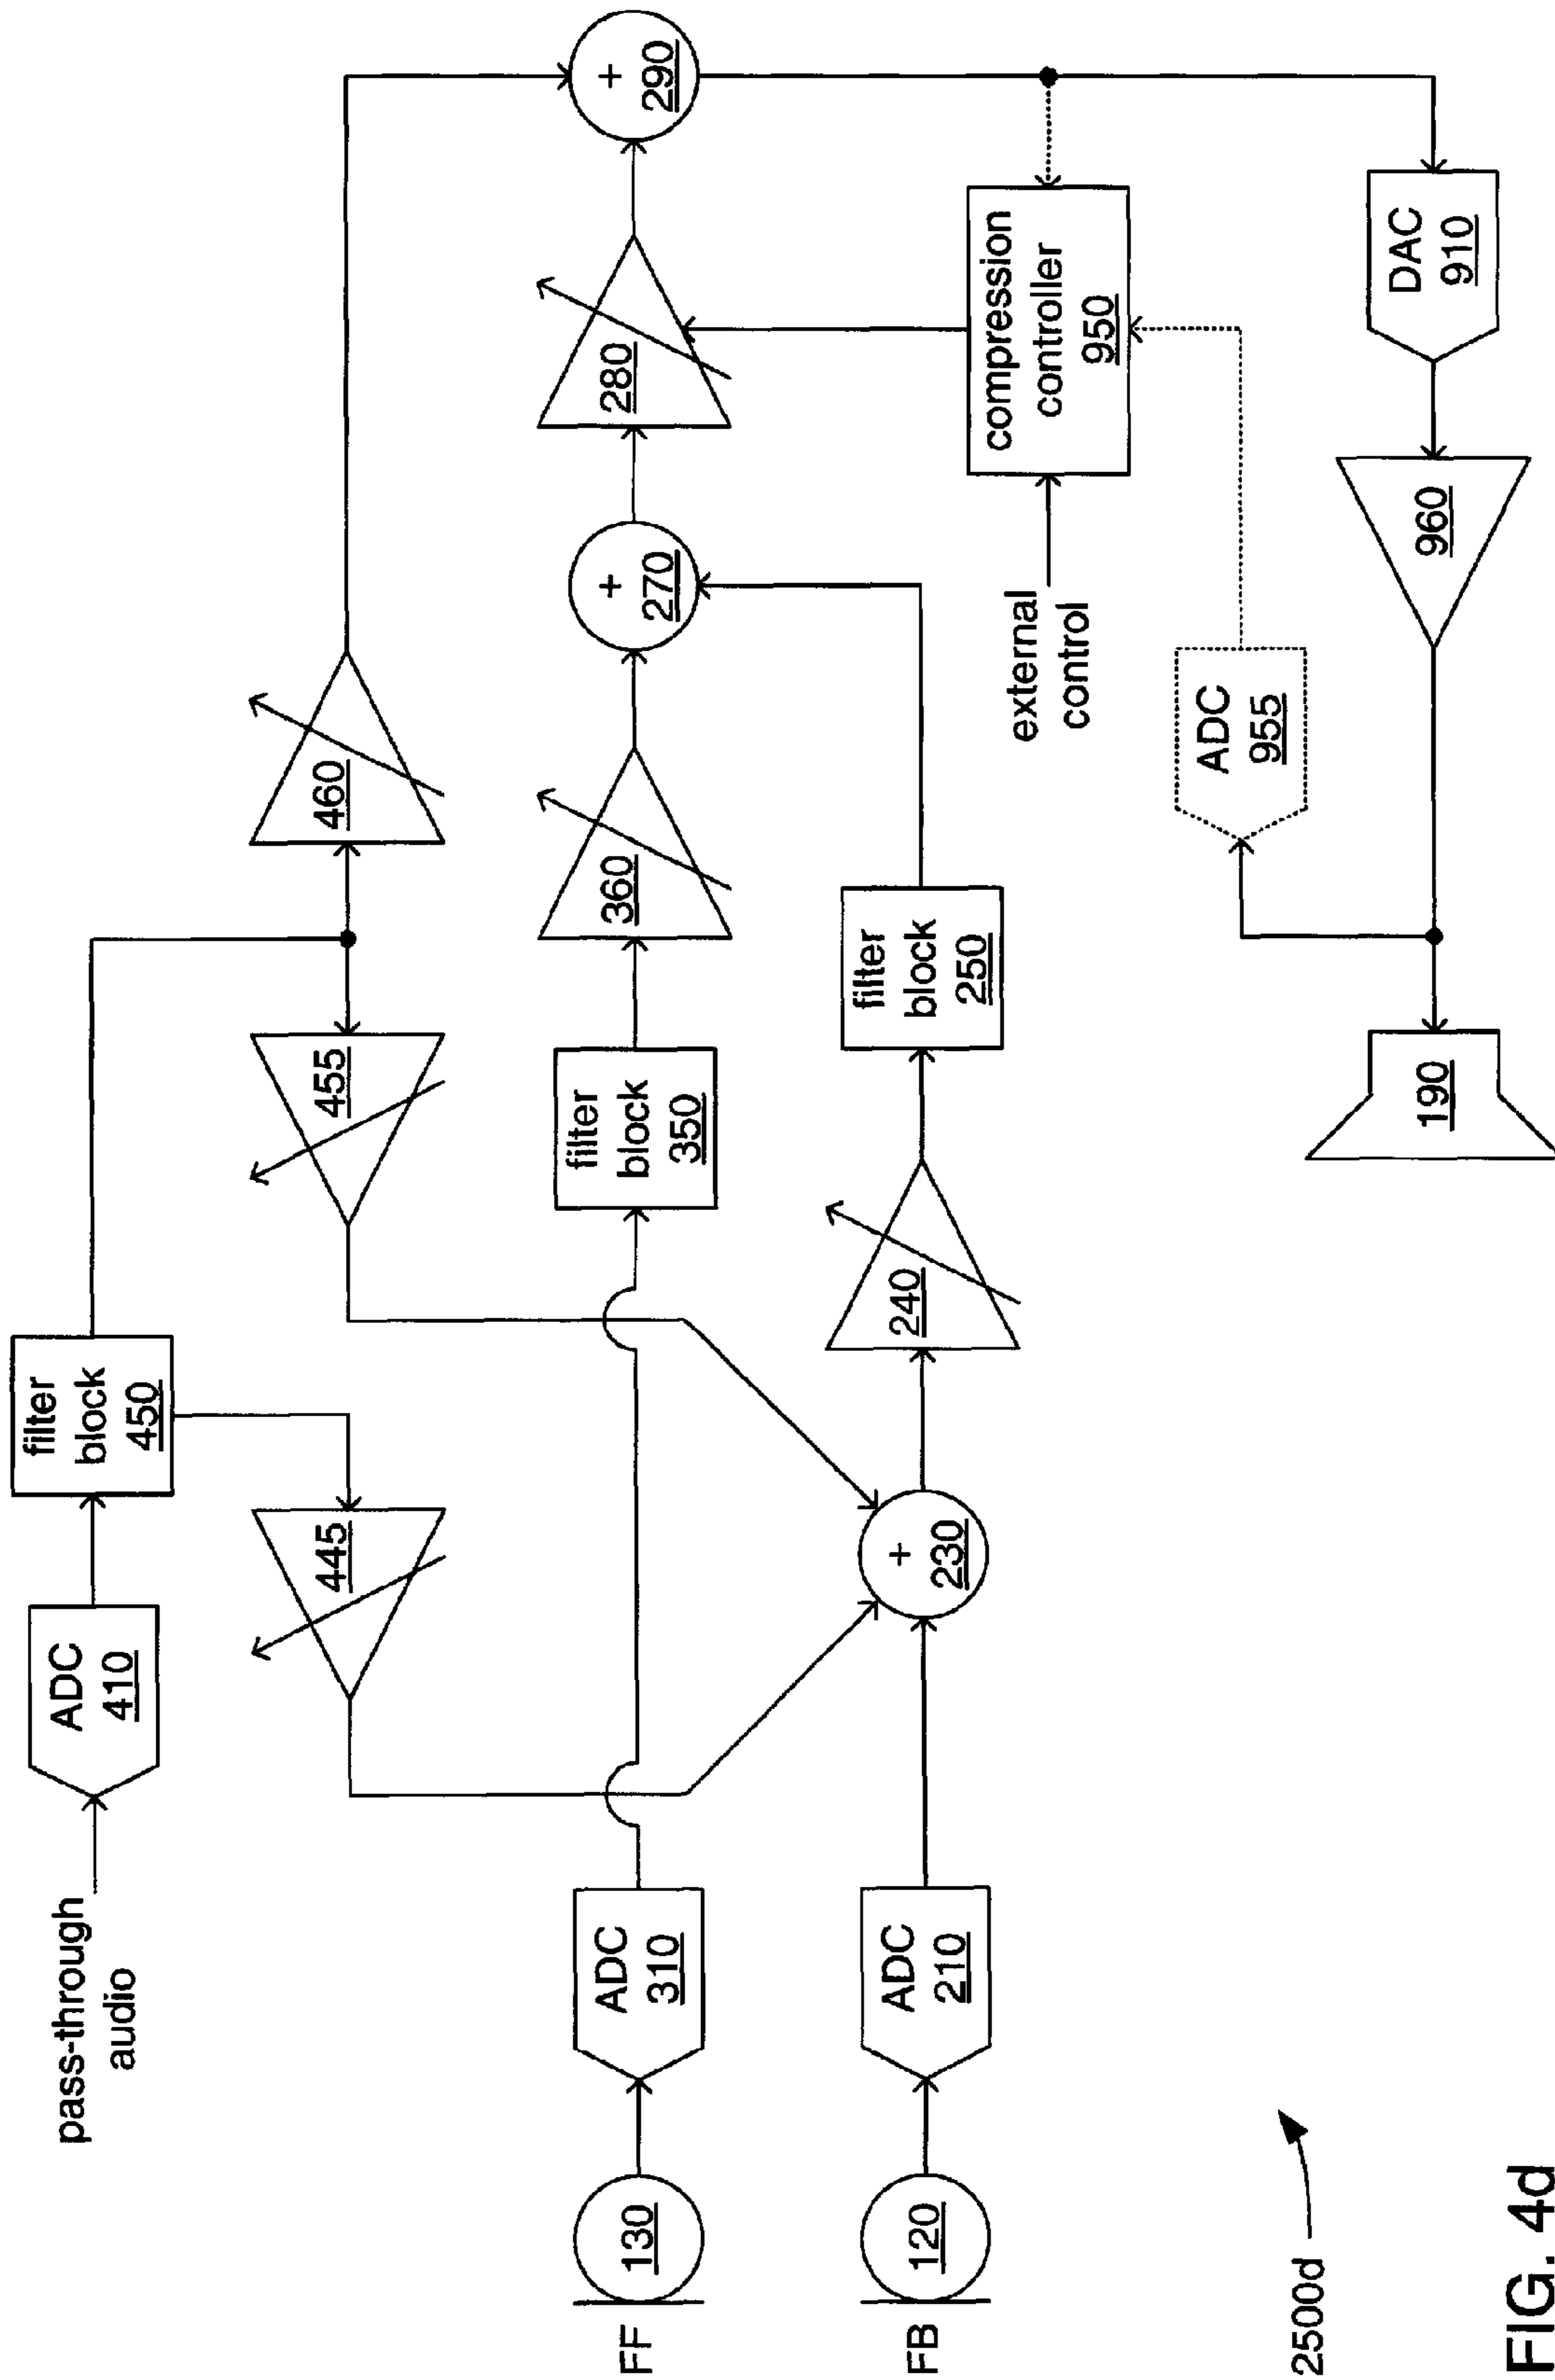 pass-through
audio
ADC
410
filter
block
450
445
455
460
FF
130
ADC
310
filter
block
350
360
+
270
280
+
290
FB
120
ADC
210
+
230
240
filter
block
250
external
control
compression
controller
950
ADC
955
190
960
DAC
910
2500d
FIG. 4d